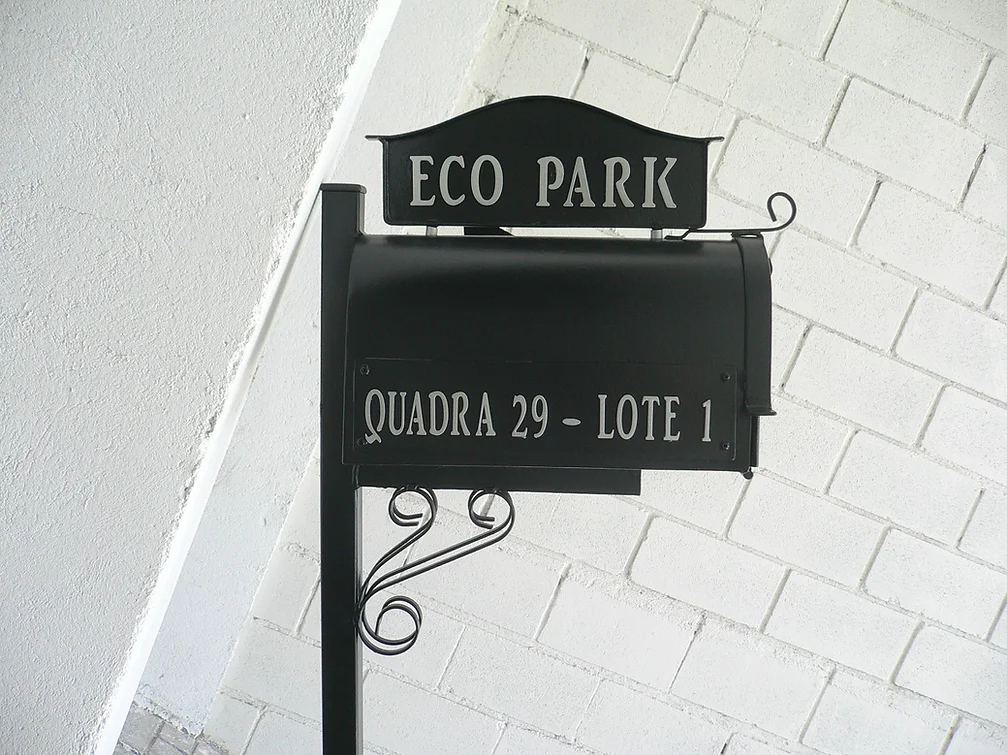 ECO PARK
QUADRA 29 - LOTE 1